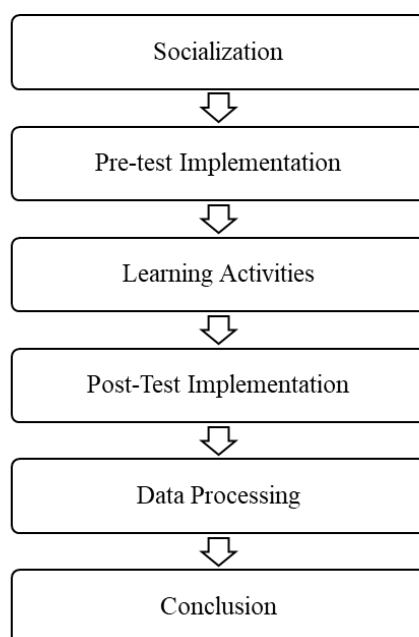 Socialization
Pre-test Implementation
Learning Activities
Post-Test Implementation
Data Processing
Conclusion